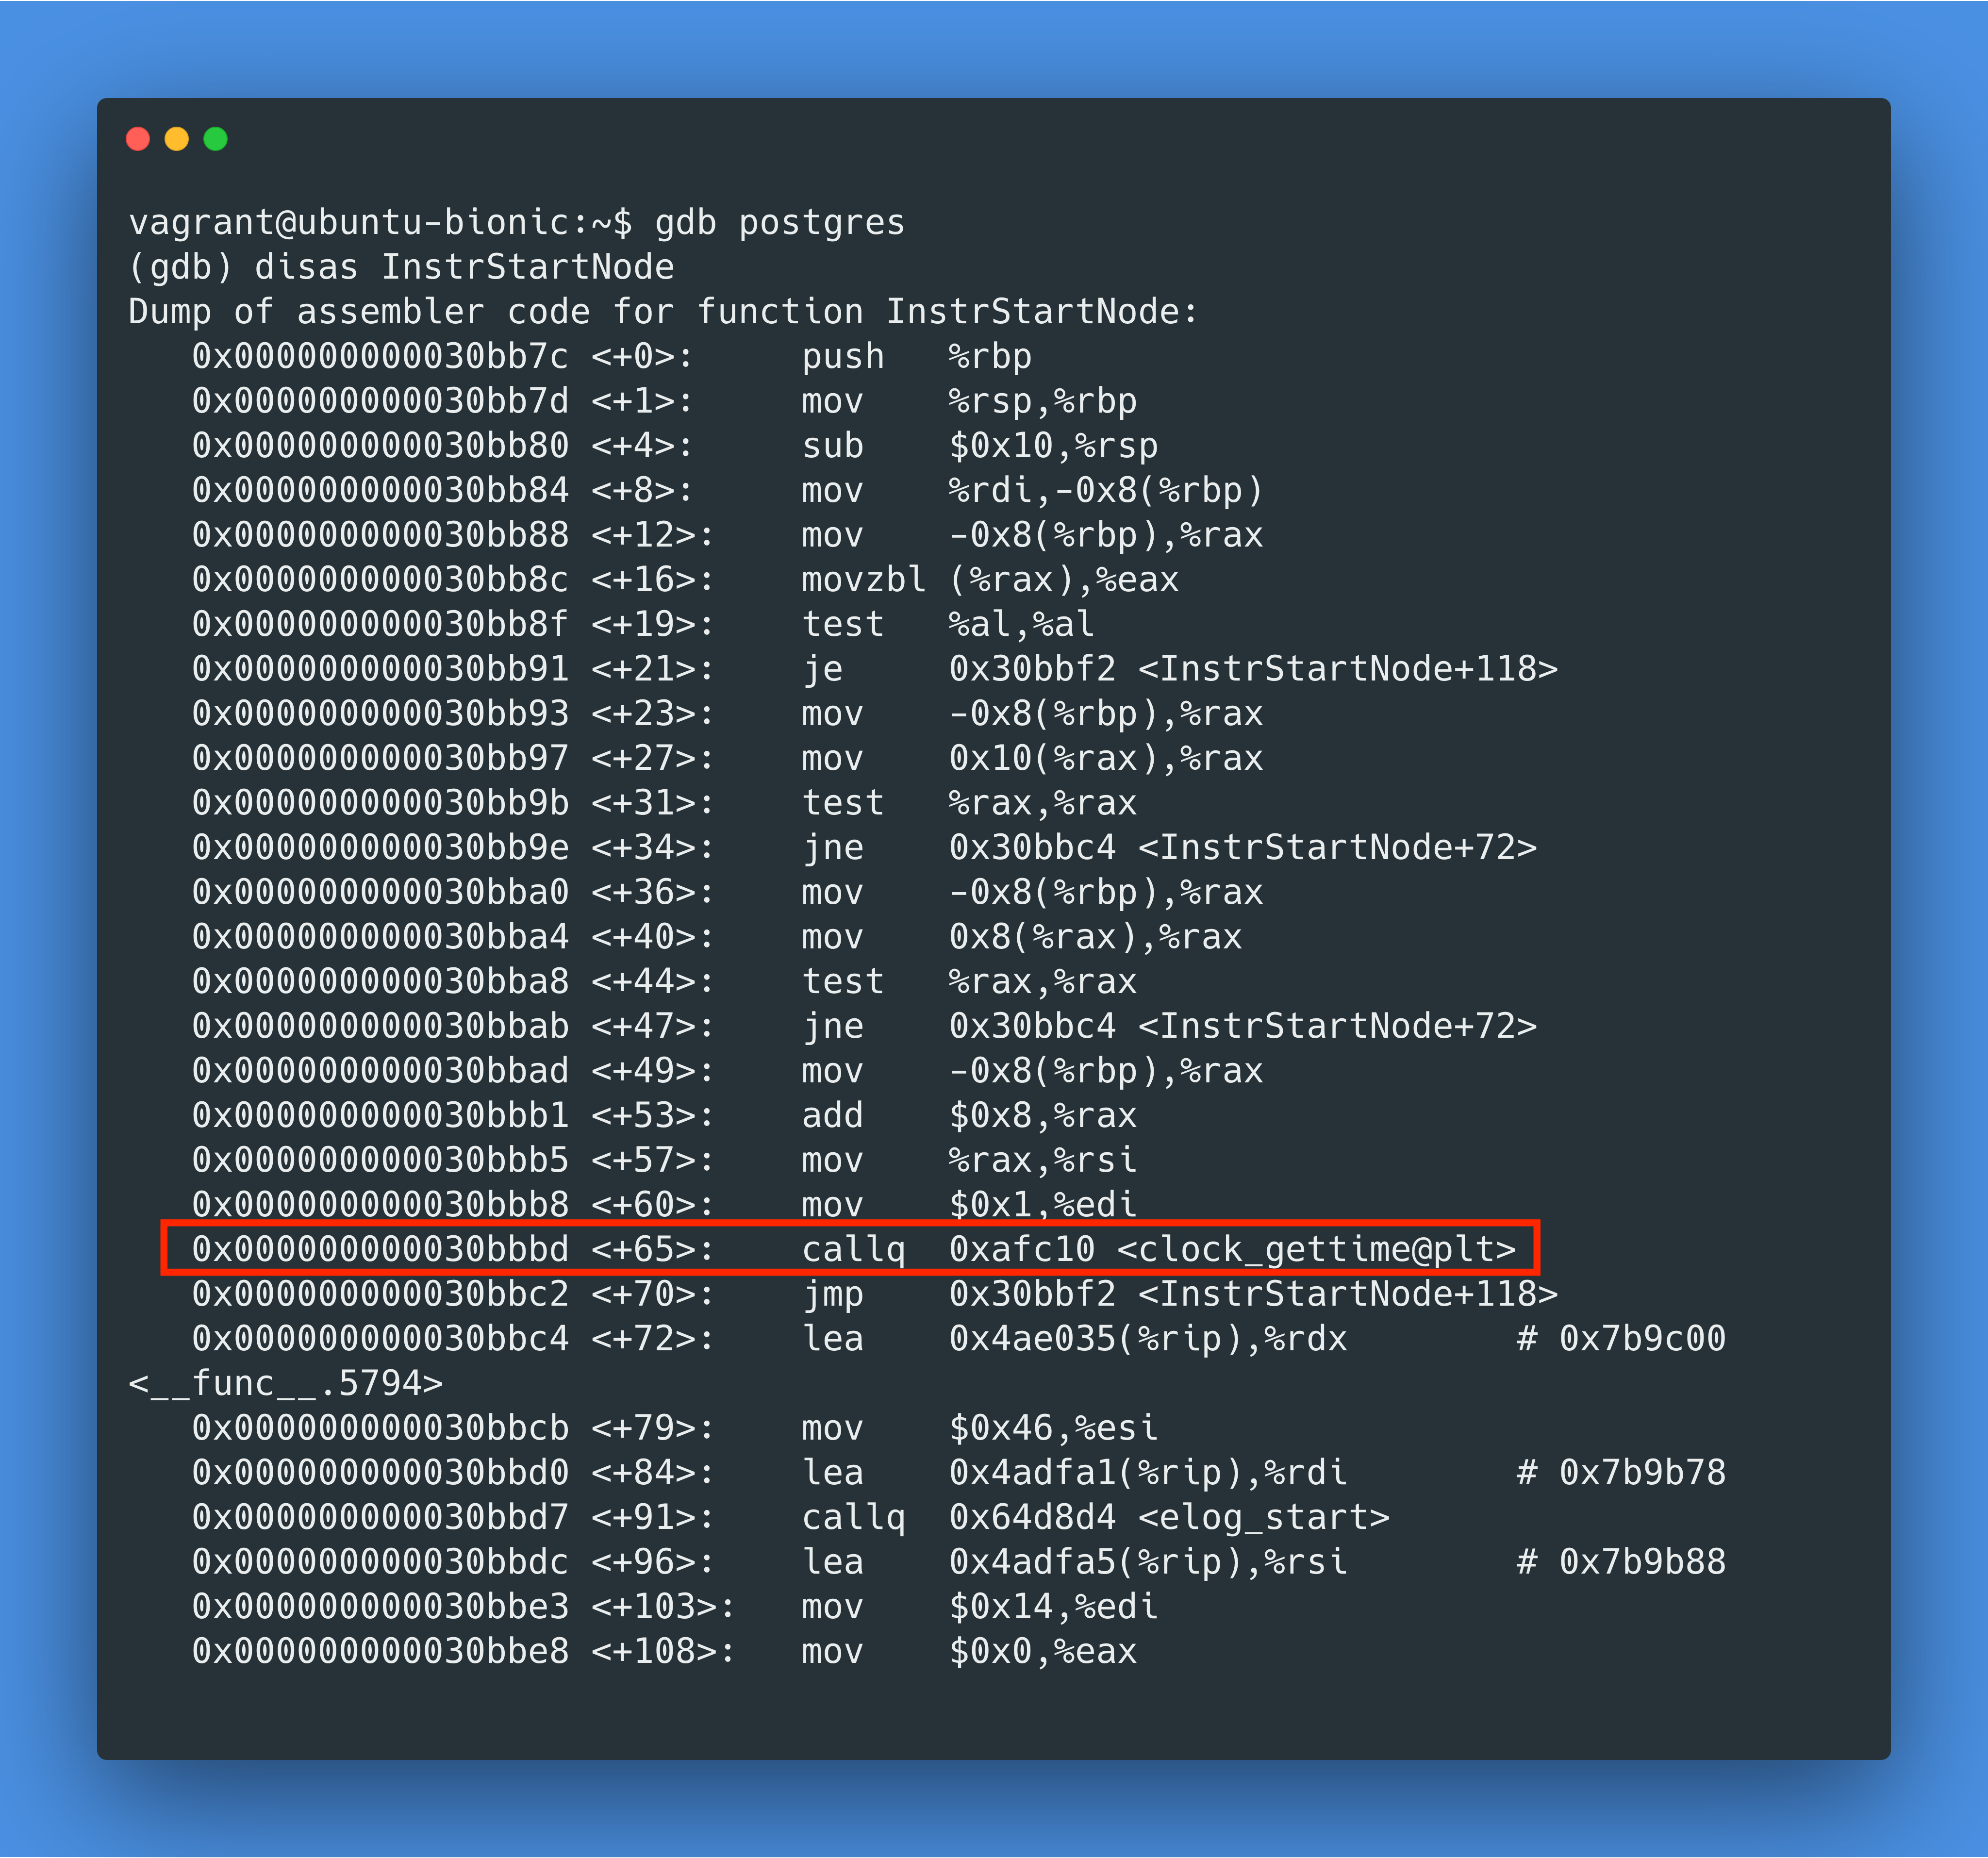 vagrant@ubuntu-bionic:~$ gdb postgres
(gdb) disas InstrStartNode
Dump of assembler code for function InstrStartNode:
   0x000000000030bb7c <+0>:     push   %rbp
   0x000000000030bb7d <+1>:     mov    %rsp,%rbp
   0x000000000030bb80 <+4>:     sub    $0x10,%rsp
   0x000000000030bb84 <+8>:     mov    %rdi,-0x8(%rbp)
   0x000000000030bb88 <+12>:    mov    -0x8(%rbp),%rax
   0x000000000030bb8c <+16>:    movzbl (%rax),%eax
   0x000000000030bb8f <+19>:    test   %al,%al
   0x000000000030bb91 <+21>:    je     0x30bbf2 <InstrStartNode+118>
   0x000000000030bb93 <+23>:    mov    -0x8(%rbp),%rax
   0x000000000030bb97 <+27>:    mov    0x10(%rax),%rax
   0x000000000030bb9b <+31>:    test   %rax,%rax
   0x000000000030bb9e <+34>:    jne    0x30bbc4 <InstrStartNode+72>
   0x000000000030bba0 <+36>:    mov    -0x8(%rbp),%rax
   0x000000000030bba4 <+40>:    mov    0x8(%rax),%rax
   0x000000000030bba8 <+44>:    test   %rax,%rax
   0x000000000030bbab <+47>:    jne    0x30bbc4 <InstrStartNode+72>
   0x000000000030bbad <+49>:    mov    -0x8(%rbp),%rax
   0x000000000030bbb1 <+53>:    add    $0x8,%rax
   0x000000000030bbb5 <+57>:    mov    %rax,%rsi
   0x000000000030bbb8 <+60>:    mov    $0x1,%edi
   0x000000000030bbbd <+65>:    callq  0xafc10 <clock_gettime@plt>
   0x000000000030bbc2 <+70>:    jmp    0x30bbf2 <InstrStartNode+118>
   0x000000000030bbc4 <+72>:    lea    0x4ae035(%rip),%rdx        # 0x7b9c00
<__func__.5794>
   0x000000000030bbcb <+79>:    mov    $0x46,%esi
   0x000000000030bbd0 <+84>:    lea    0x4adfa1(%rip),%rdi        # 0x7b9b78
   0x000000000030bbd7 <+91>:    callq  0x64d8d4 <elog_start>
   0x000000000030bbdc <+96>:    lea    0x4adfa5(%rip),%rsi        # 0x7b9b88
   0x000000000030bbe3 <+103>:   mov    $0x14,%edi
   0x000000000030bbe8 <+108>:   mov    $0x0,%eax